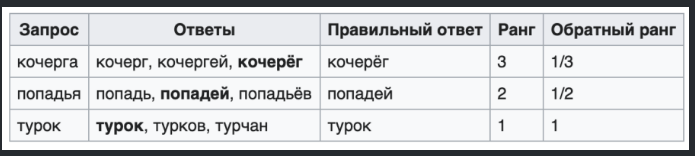 Запрос Ответы Правильный ответ Ранг Обратный ранг
кочерга кочерг, кочергей, кочерёг кочерёг 3 1/3
попадья попадь, попадей, попадьёв попадей 2 1/2
турок турок, турков, турчан турок 1 1